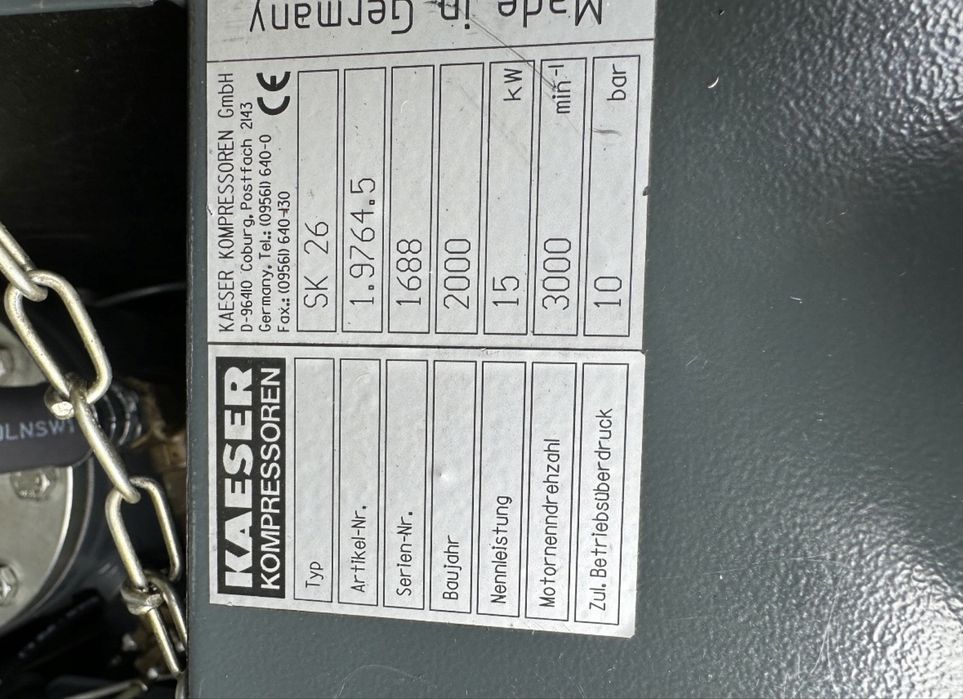 KAESER
KOMPRESSOREN
KAESER KOMPRESSOREN GmbH
D-96410 Coburg, Postfach 2143
Germany, Tel.: (09561) 640-0
Fax.: (09561) 640-130
CE
Typ SK 26
Artikel-Nr. 1.9764.5
Serien-Nr. 1688
Baujahr 2000
Nennleistung 15 kW
Motornenndrehzahl 3000 min-1
Zul. Betriebsüberdruck 10 bar
Made in Germany